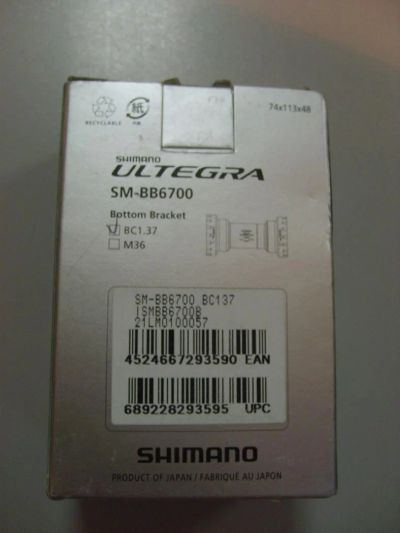 RECYCLABLE
紙
74x113x48
SHIMANO
ULTEGRA
SM-BB6700
Bottom Bracket
BC1.37
M36
SM-BB6700 BC137
ISMBB6700B
21LM0100057
4524667293590 EAN
689228293595 UPC
SHIMANO
PRODUCT OF JAPAN / FABRIQUÉ AU JAPON